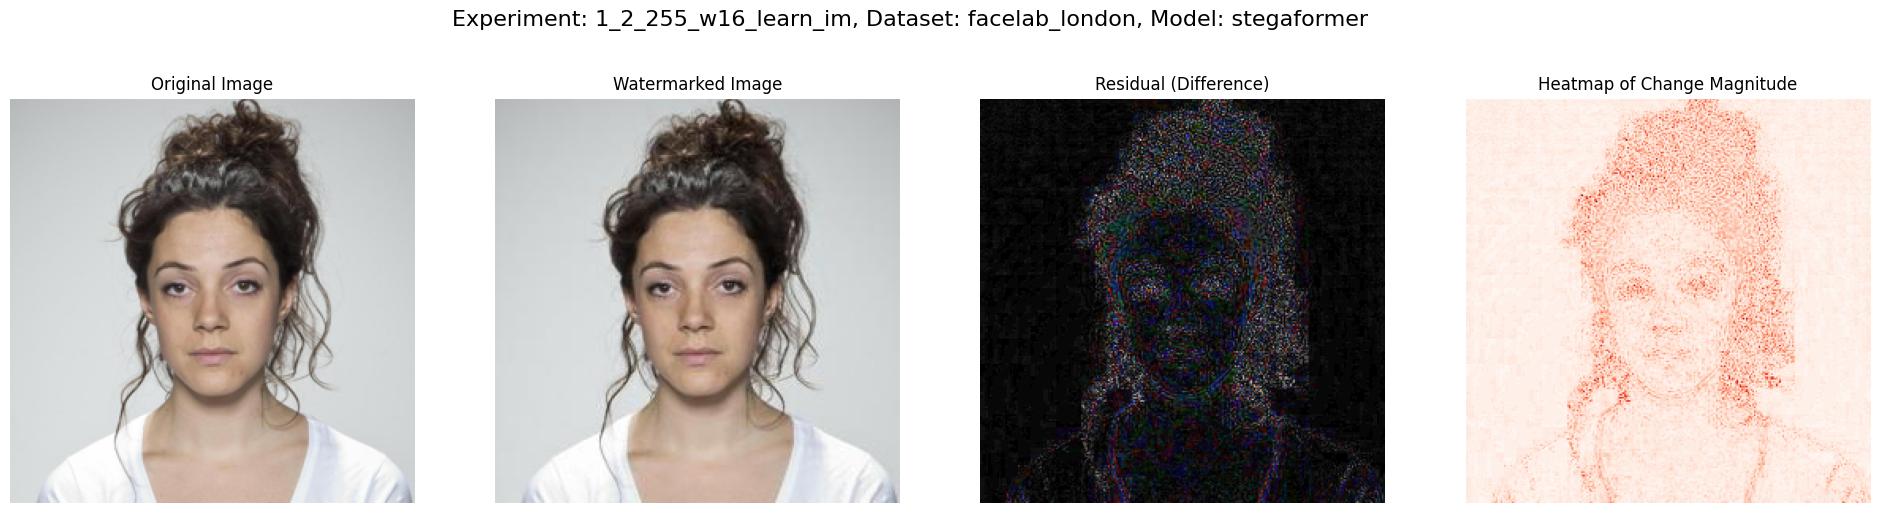 Experiment: 1_2_255_w16_learn_im, Dataset: facelab_london, Model: stegaformer
Original Image
Watermarked Image
Residual (Difference)
Heatmap of Change Magnitude